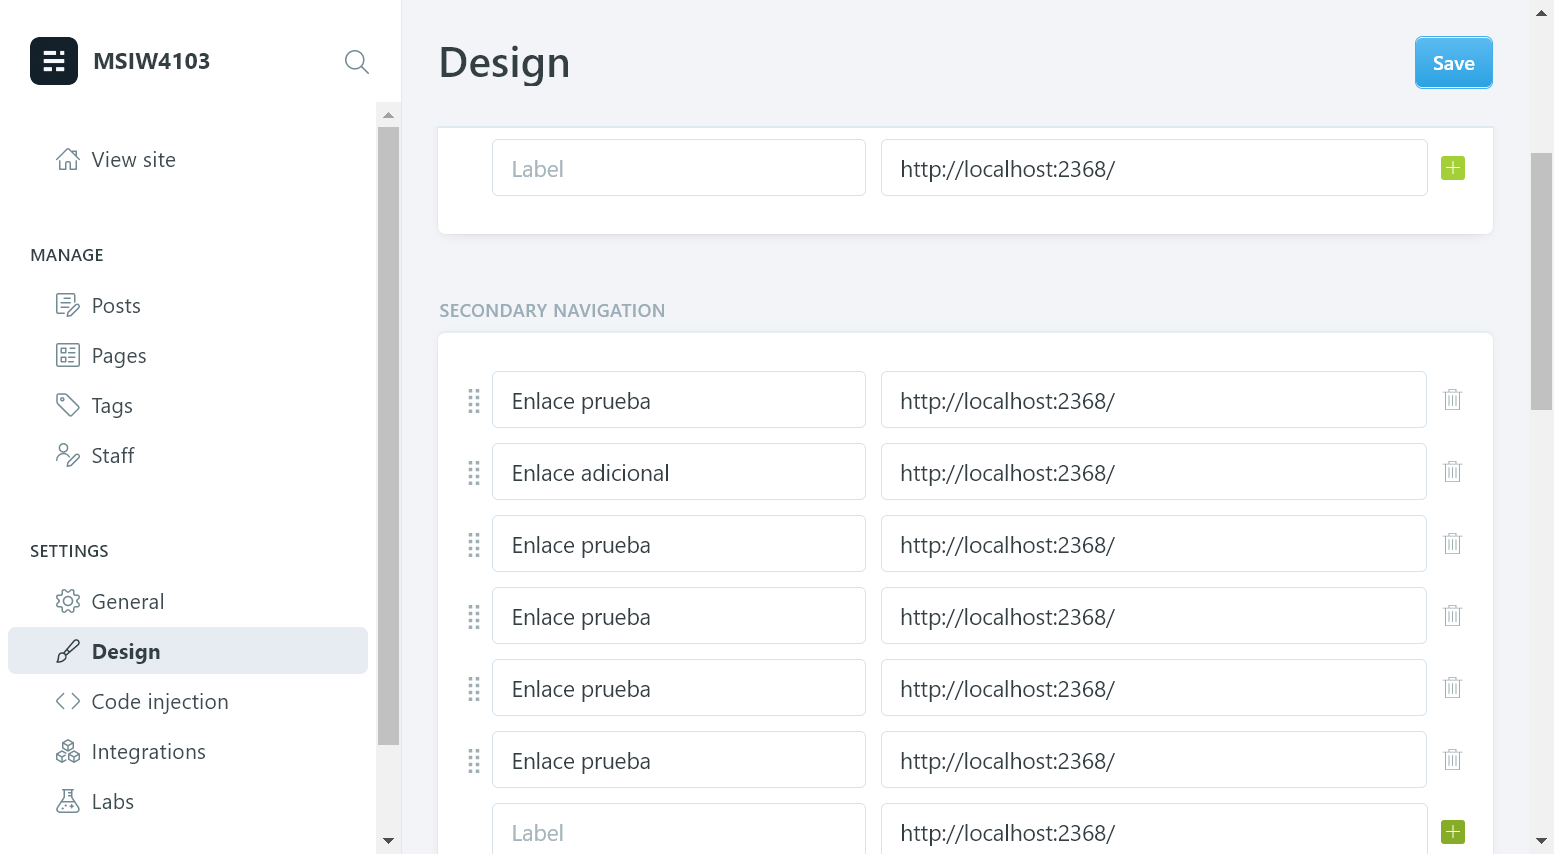 MSIW4103
View site
MANAGE
Posts
Pages
Tags
Staff
SETTINGS
General
Design
Code injection
Integrations
Labs
Design
Save
Label http://localhost:2368/
SECONDARY NAVIGATION
Enlace prueba http://localhost:2368/
Enlace adicional http://localhost:2368/
Enlace prueba http://localhost:2368/
Enlace prueba http://localhost:2368/
Enlace prueba http://localhost:2368/
Enlace prueba http://localhost:2368/
Label http://localhost:2368/